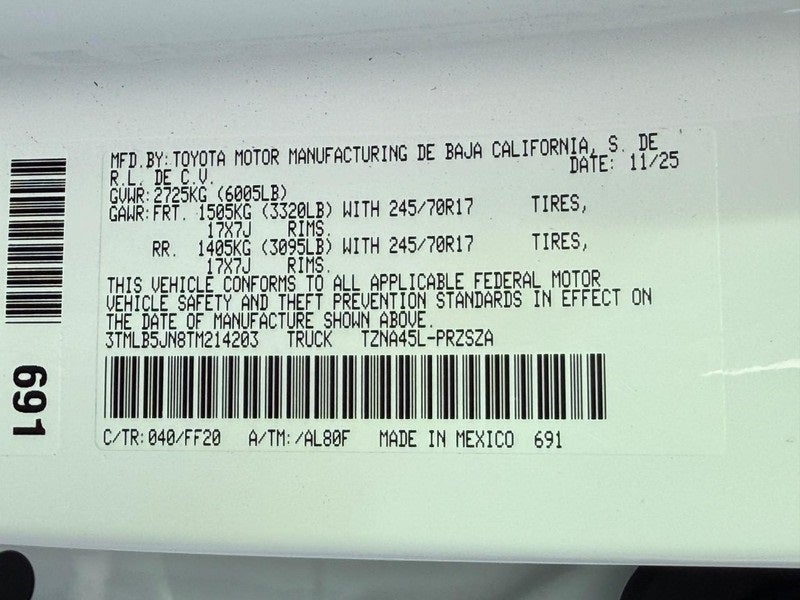 MFD.BY:TOYOTA MOTOR MANUFACTURING DE BAJA CALIFORNIA, S. DE
R.L. DE C.V. DATE: 11/25
GVWR:2725KG (6005LB)
GAWR:FRT. 1505KG (3320LB) WITH 245/70R17 TIRES,
17X7J RIMS.
RR. 1405KG (3095LB) WITH 245/70R17 TIRES,
17X7J RIMS.
THIS VEHICLE CONFORMS TO ALL APPLICABLE FEDERAL MOTOR
VEHICLE SAFETY AND THEFT PREVENTION STANDARDS IN EFFECT ON
THE DATE OF MANUFACTURE SHOWN ABOVE.
3TMLB5JN8TM214203 TRUCK TZNA45L-PRZSZA
C/TR:040/FF20 A/TM:/AL80F MADE IN MEXICO 691
691